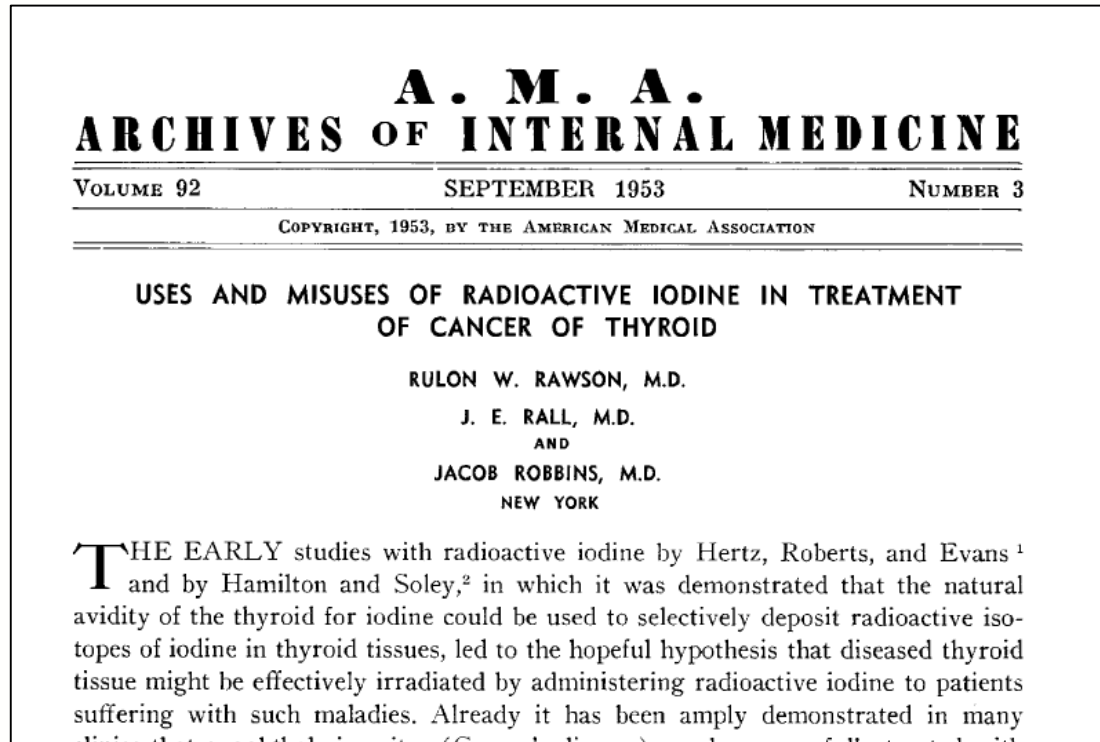 A. M. A.
ARCHIVES OF INTERNAL MEDICINE
VOLUME 92 SEPTEMBER 1953 NUMBER 3
COPYRIGHT, 1953, BY THE AMERICAN MEDICAL ASSOCIATION
USES AND MISUSES OF RADIOACTIVE IODINE IN TREATMENT
OF CANCER OF THYROID
RULON W. RAWSON, M.D.
J. E. RALL, M.D.
AND
JACOB ROBBINS, M.D.
NEW YORK
THE EARLY studies with radioactive iodine by Hertz, Roberts, and Evans ¹
and by Hamilton and Soley,² in which it was demonstrated that the natural
avidity of the thyroid for iodine could be used to selectively deposit radioactive iso-
topes of iodine in thyroid tissues, led to the hopeful hypothesis that diseased thyroid
tissue might be effectively irradiated by administering radioactive iodine to patients
suffering with such maladies. Already it has been amply demonstrated in many